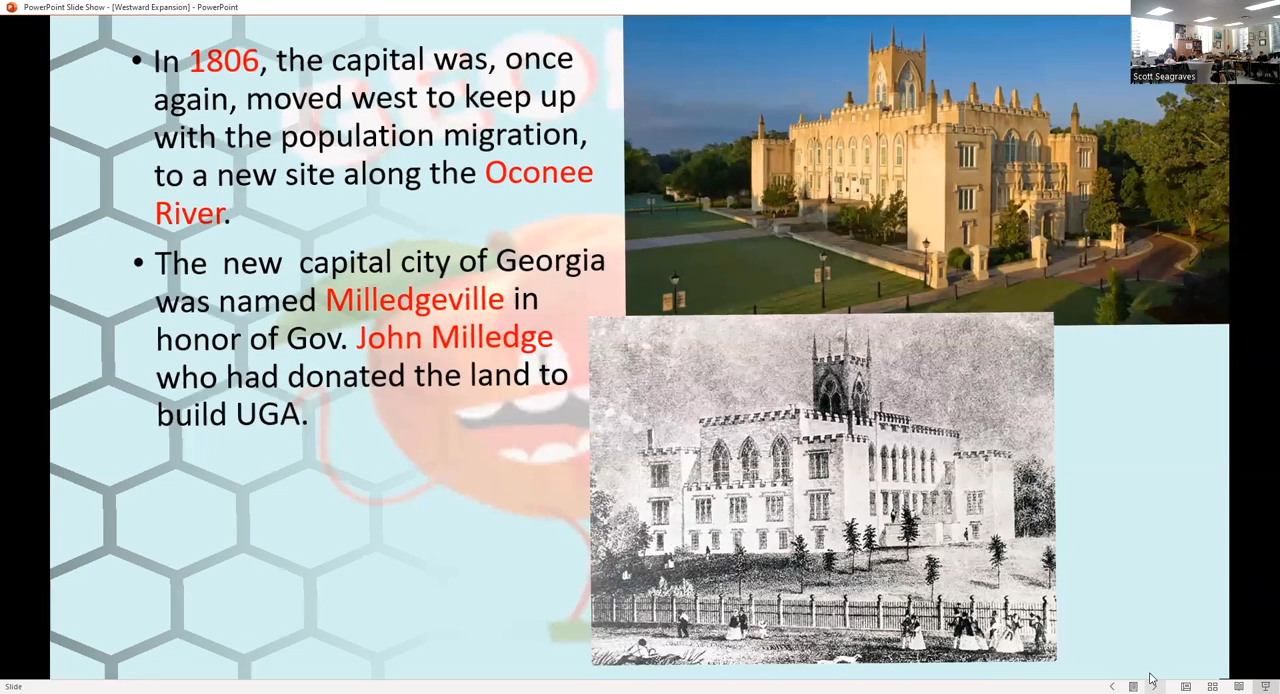 PowerPoint Slide Show - [Westward Expansion] - PowerPoint
• In 1806, the capital was, once
again, moved west to keep up
with the population migration,
to a new site along the Oconee
River.
• The new capital city of Georgia
was named Milledgeville in
honor of Gov. John Milledge
who had donated the land to
build UGA.
Scott Seagraves
Slide